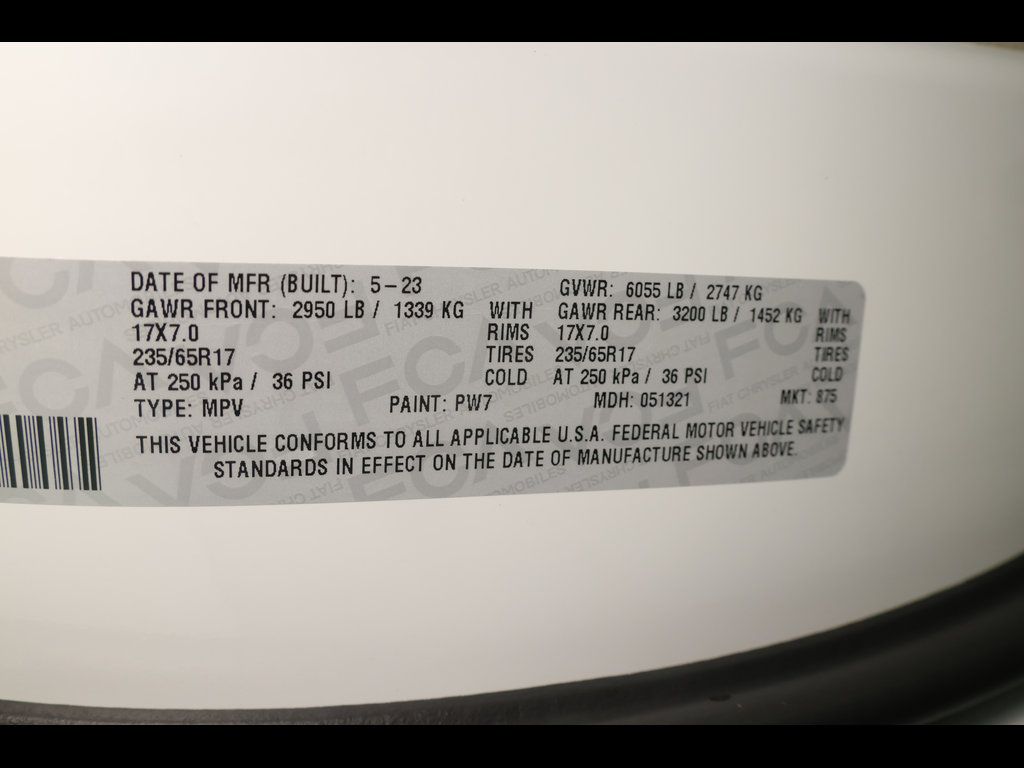 DATE OF MFR (BUILT): 5-23 GVWR: 6055 LB / 2747 KG
GAWR FRONT: 2950 LB / 1339 KG WITH GAWR REAR: 3200 LB / 1452 KG WITH
17X7.0 RIMS 17X7.0 RIMS
235/65R17 TIRES 235/65R17 TIRES
AT 250 kPa / 36 PSI COLD AT 250 kPa / 36 PSI COLD
TYPE: MPV PAINT: PW7 MDH: 051321 MKT: 875
THIS VEHICLE CONFORMS TO ALL APPLICABLE U.S.A. FEDERAL MOTOR VEHICLE SAFETY
STANDARDS IN EFFECT ON THE DATE OF MANUFACTURE SHOWN ABOVE.